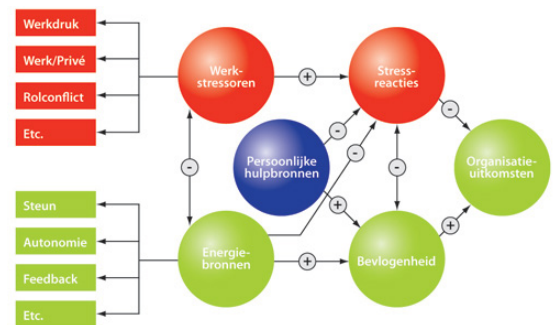 Werkdruk
Werk/Privé
Rolconflict
Etc.
Werk-
stressoren
+
Stress-
reacties
-
-
-
-
-
Persoonlijke
hulpbronnen
+
Organisatie-
uitkomsten
Steun
Autonomie
Feedback
Etc.
Energie-
bronnen
+
Bevlogenheid
+